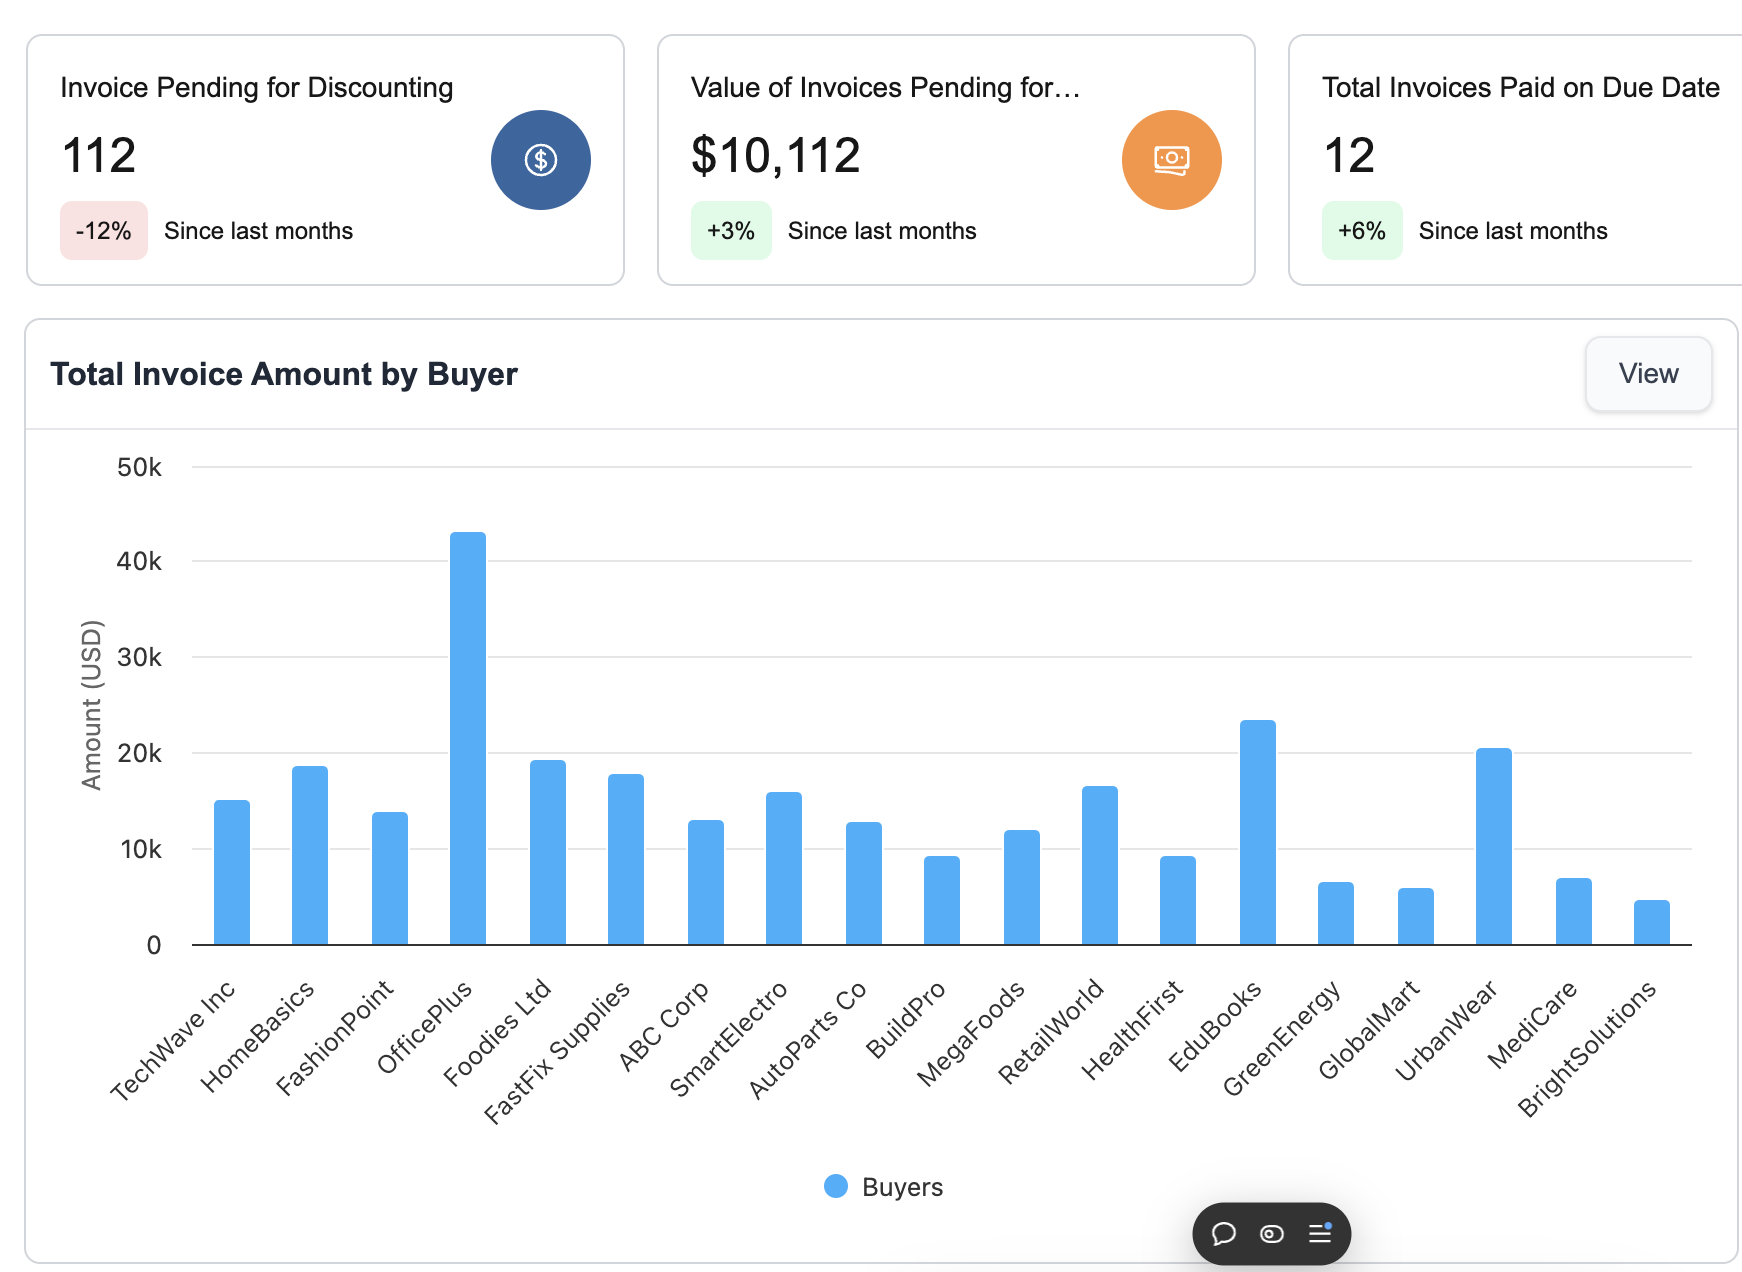 Invoice Pending for Discounting
112
-12% Since last months
Value of Invoices Pending for…
$10,112
+3% Since last months
Total Invoices Paid on Due Date
12
+6% Since last months
Total Invoice Amount by Buyer
View
Amount (USD)
50k
40k
30k
20k
10k
0
TechWave Inc
HomeBasics
FashionPoint
OfficePlus
Foodies Ltd
FastFix Supplies
ABC Corp
SmartElectro
AutoParts Co
BuildPro
MegaFoods
RetailWorld
HealthFirst
EduBooks
GreenEnergy
GlobalMart
UrbanWear
MediCare
BrightSolutions
Buyers